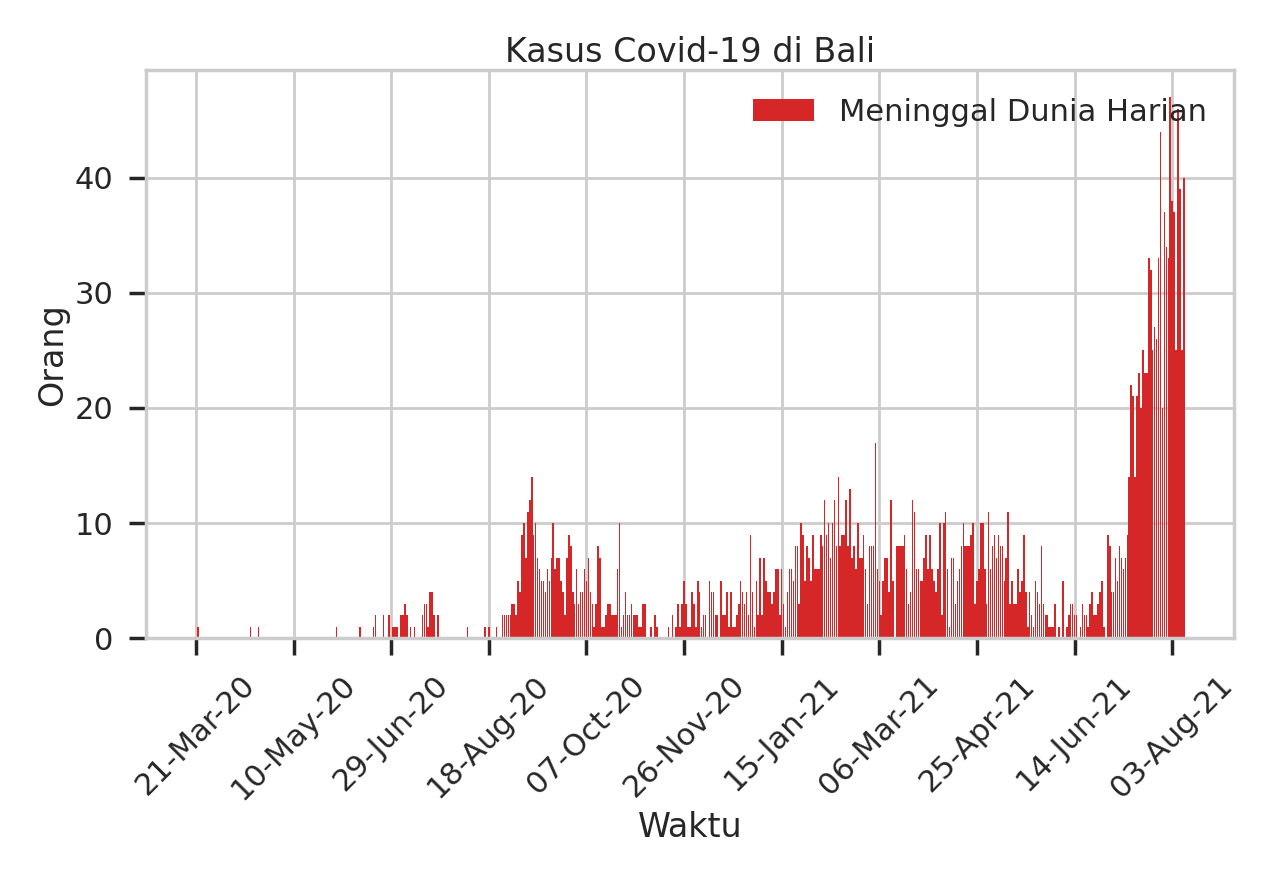 Kasus Covid-19 di Bali
Meninggal Dunia Harian
Orang
40
30
20
10
0
21-Mar-20
10-May-20
29-Jun-20
18-Aug-20
07-Oct-20
26-Nov-20
15-Jan-21
06-Mar-21
25-Apr-21
14-Jun-21
03-Aug-21
Waktu